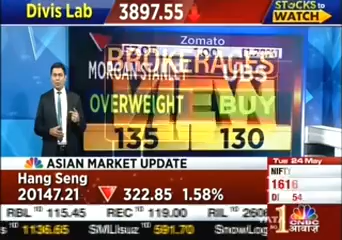 Divis Lab 3897.55
STOCKS to WATCH
Zomato
BROKERAGES VIEW
MORGAN STANLEY UBS
OVERWEIGHT BUY
135 130
ASIAN MARKET UPDATE
Tue 24 May
Hang Seng
NIFTY
20147.21 322.85 1.58%
RBL 115.45 REC 119.00 RIL
CNBC
आवाज़
1136.65 591.70